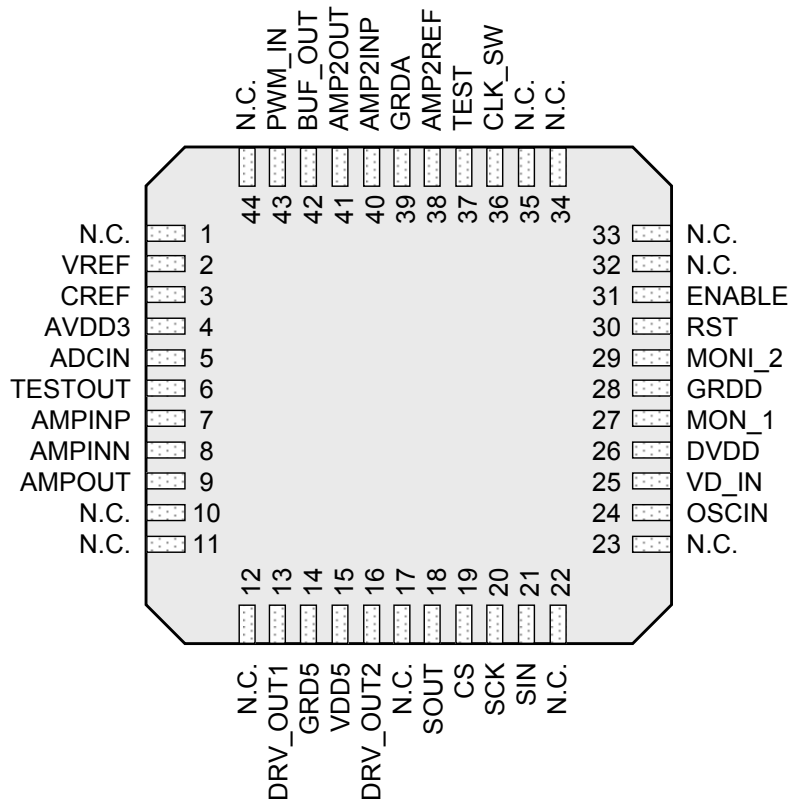 N.C.
PWM_IN
BUF_OUT
AMP2OUT
AMP2INP
GRDA
AMP2REF
TEST
CLK_SW
N.C.
N.C.
44 43 42 41 40 39 38 37 36 35 34
N.C. 1
VREF 2
CREF 3
AVDD3 4
ADCIN 5
TESTOUT 6
AMPINP 7
AMPINN 8
AMPOUT 9
N.C. 10
N.C. 11
33 N.C.
32 N.C.
31 ENABLE
30 RST
29 MONI_2
28 GRDD
27 MON_1
26 DVDD
25 VD_IN
24 OSCIN
23 N.C.
12 13 14 15 16 17 18 19 20 21 22
N.C.
DRV_OUT1
GRD5
VDD5
DRV_OUT2
N.C.
SOUT
CS
SCK
SIN
N.C.